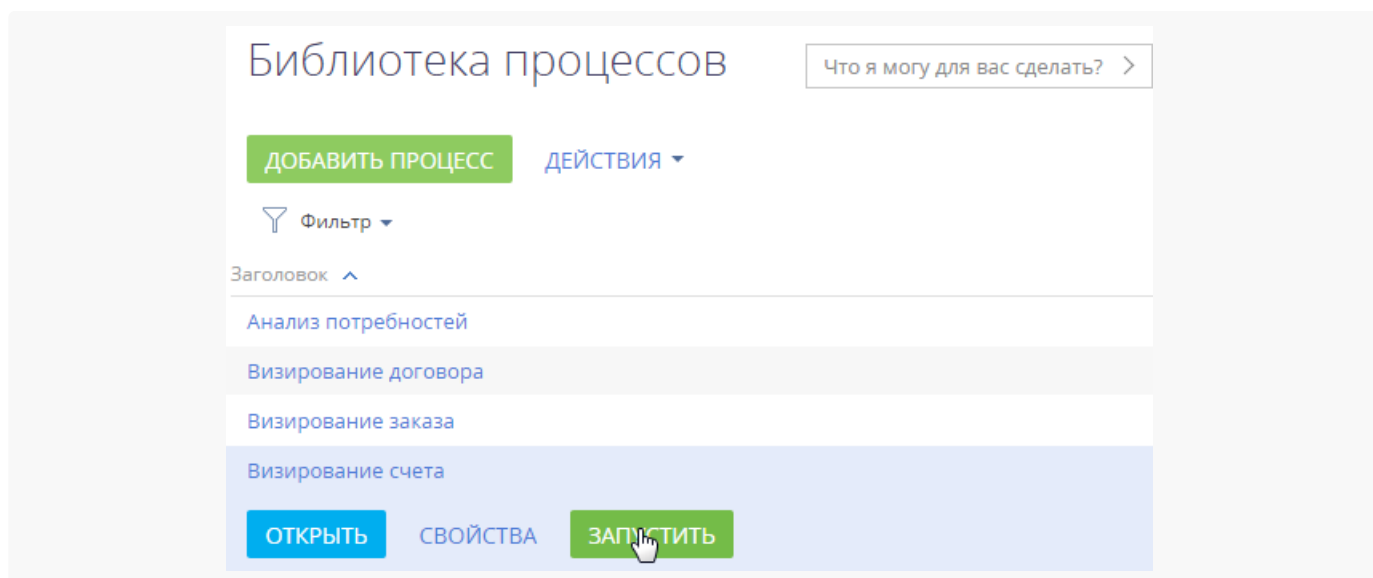 Библиотека процессов
Что я могу для вас сделать?
ДОБАВИТЬ ПРОЦЕСС ДЕЙСТВИЯ
Фильтр
Заголовок
Анализ потребностей
Визирование договора
Визирование заказа
Визирование счета
ОТКРЫТЬ СВОЙСТВА ЗАПУСТИТЬ